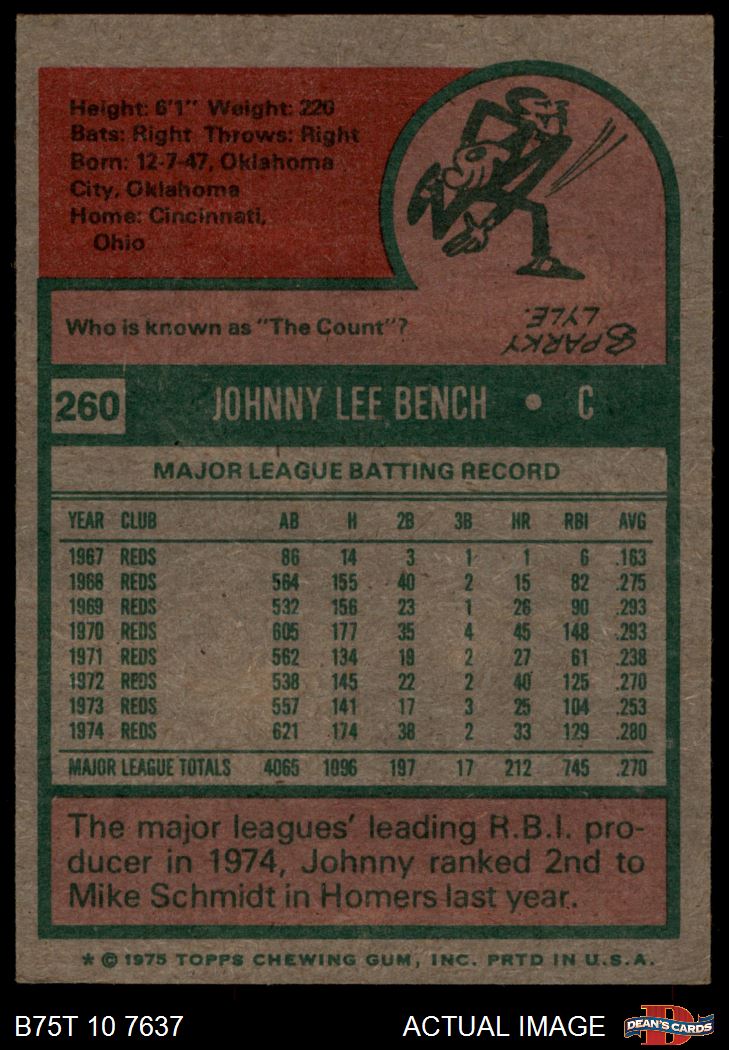 Height: 6'1" Weight: 220
Bats: Right Throws: Right
Born: 12-7-47, Oklahoma
City, Oklahoma
Home: Cincinnati,
Ohio
Who is known as "The Count"?
SPARKY
LYLE.
260 JOHNNY LEE BENCH • C
MAJOR LEAGUE BATTING RECORD
YEAR CLUB AB H 2B 3B HR RBI AVG
1967 REDS 86 14 3 1 1 6 .163
1968 REDS 564 155 40 2 15 82 .275
1969 REDS 532 156 23 1 26 90 .293
1970 REDS 605 177 35 4 45 148 .293
1971 REDS 562 134 19 2 27 61 .238
1972 REDS 538 145 22 2 40 125 .270
1973 REDS 557 141 17 3 25 104 .253
1974 REDS 621 174 38 2 33 129 .280
MAJOR LEAGUE TOTALS 4065 1096 197 17 212 745 .270
The major leagues' leading R.B.I. pro-
ducer in 1974, Johnny ranked 2nd to
Mike Schmidt in Homers last year.
* © 1975 TOPPS CHEWING GUM, INC. PRTD IN U.S.A.
B75T 10 7637 ACTUAL IMAGE DEAN'S CARDS